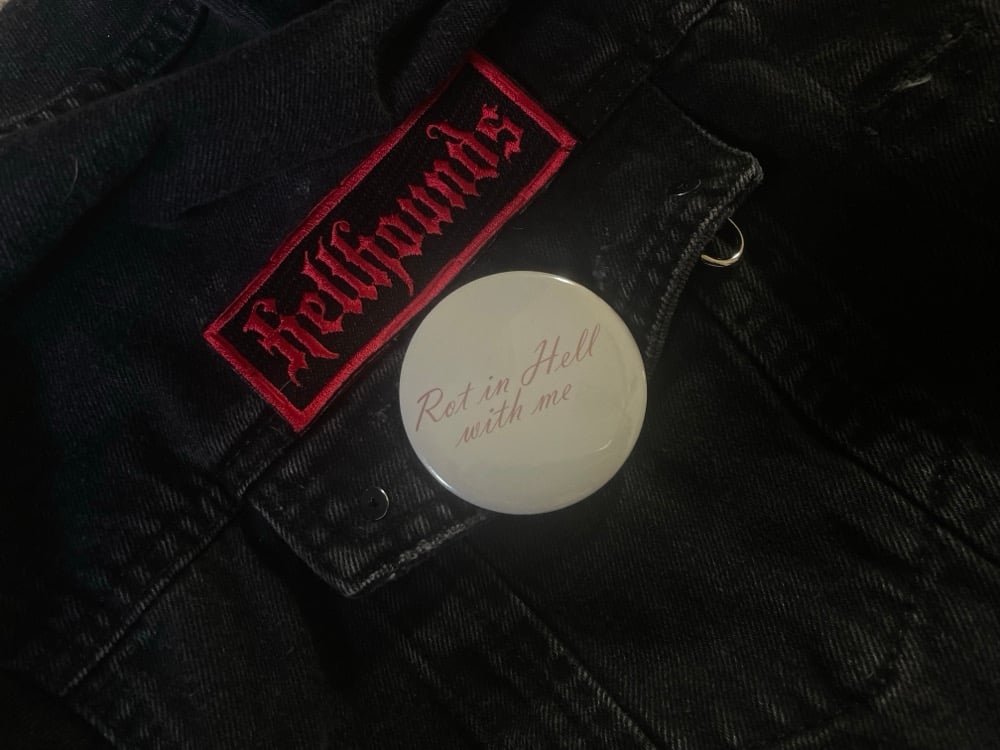 hellhounds
Rot in Hell
with me